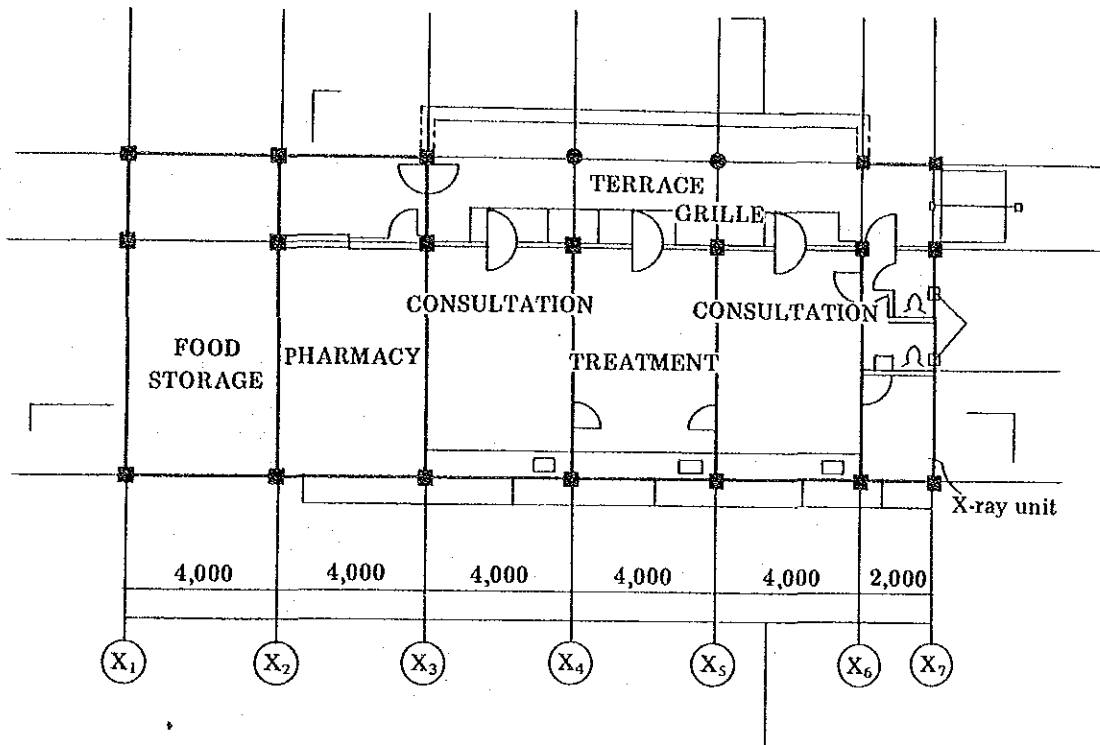 TERRACE
GRILLE
CONSULTATION
CONSULTATION
FOOD
STORAGE
PHARMACY
TREATMENT
X-ray unit
4,000
4,000
4,000
4,000
4,000
2,000
X₁
X₂
X₃
X₄
X₅
X₆
X₇